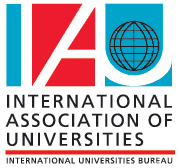 IAU
INTERNATIONAL
ASSOCIATION OF
UNIVERSITIES
INTERNATIONAL UNIVERSITIES BUREAU